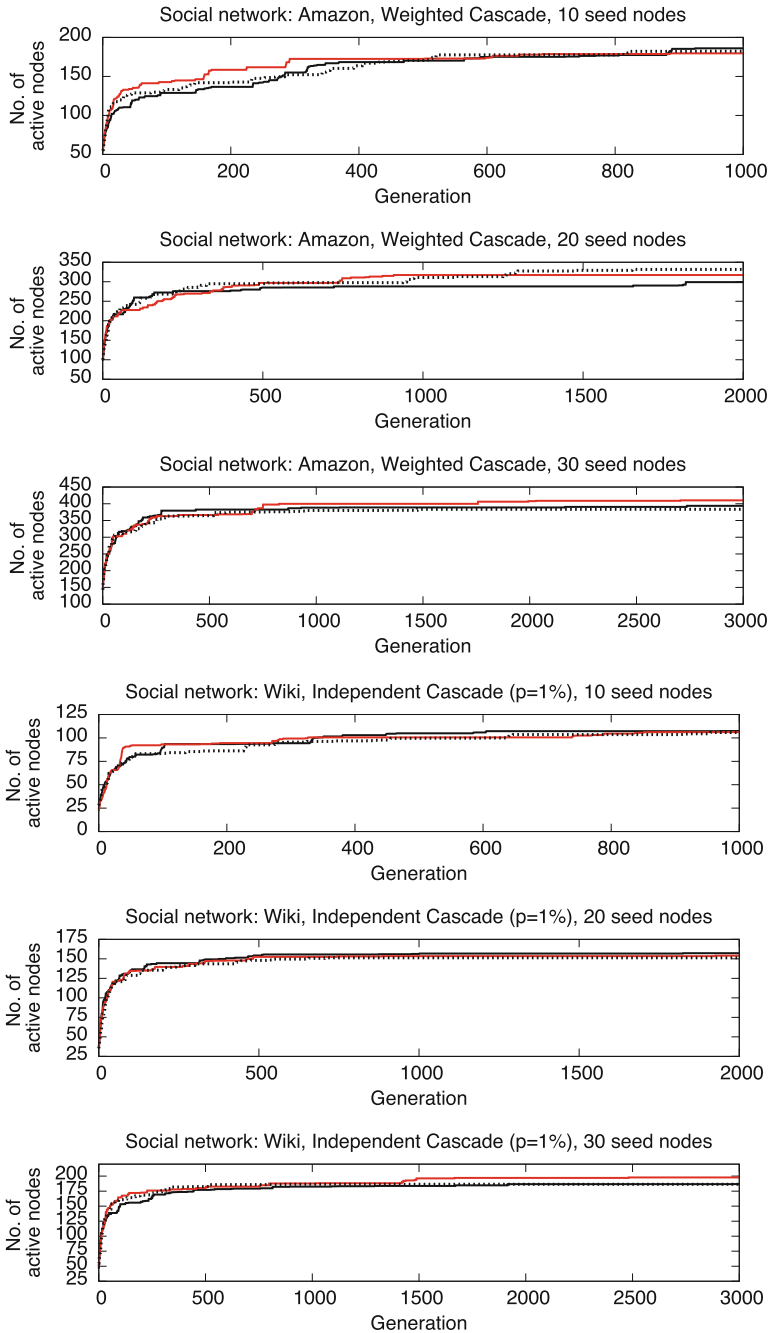 Social network: Amazon, Weighted Cascade, 10 seed nodes
200
150
100
50
No. of
active nodes
0 200 400 600 800 1000
Generation
Social network: Amazon, Weighted Cascade, 20 seed nodes
350
300
250
200
150
100
50
No. of
active nodes
0 500 1000 1500 2000
Generation
Social network: Amazon, Weighted Cascade, 30 seed nodes
450
400
350
300
250
200
150
100
No. of
active nodes
0 500 1000 1500 2000 2500 3000
Generation
Social network: Wiki, Independent Cascade (p=1%), 10 seed nodes
125
100
75
50
25
0
No. of
active nodes
0 200 400 600 800 1000
Generation
Social network: Wiki, Independent Cascade (p=1%), 20 seed nodes
175
150
125
100
75
50
25
No. of
active nodes
0 500 1000 1500 2000
Generation
Social network: Wiki, Independent Cascade (p=1%), 30 seed nodes
200
175
150
125
100
75
50
25
No. of
active nodes
0 500 1000 1500 2000 2500 3000
Generation